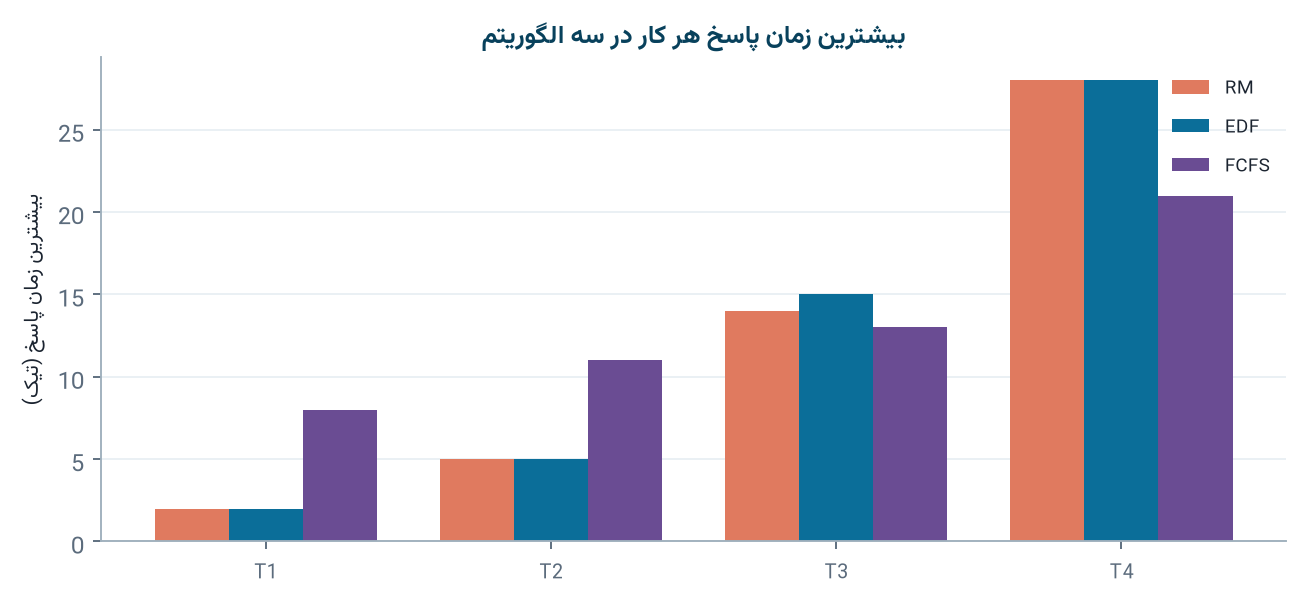 بیشترین زمان پاسخ هر کار در سه الگوریتم
RM
EDF
FCFS
بیشترین زمان پاسخ (تیک)
25
20
15
10
5
0
T1
T2
T3
T4